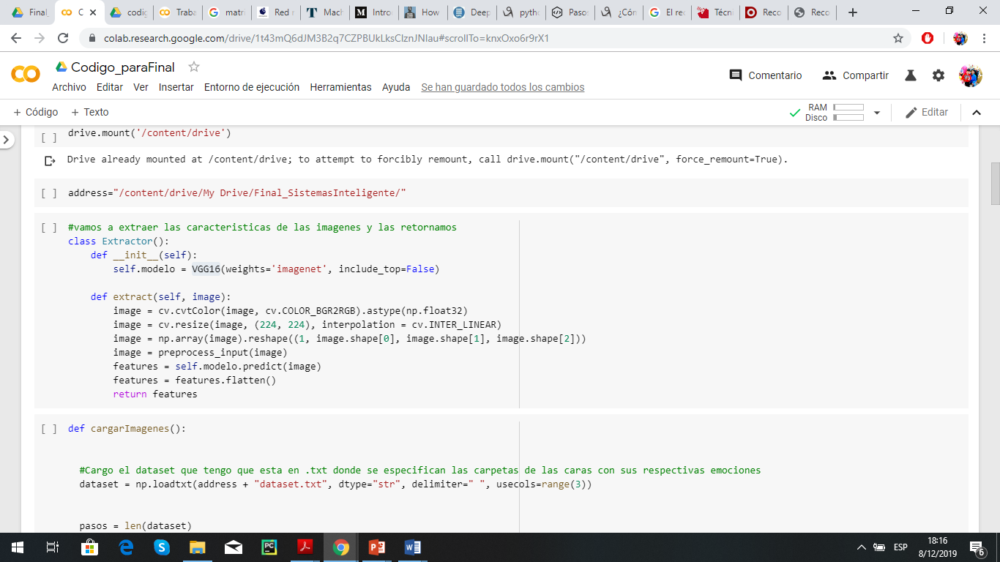 Final_
C
codig
Traba
matri
Red n
Mach
Intro
How
Deep
pytho
Paso
¿Cón
El rec
Técni
Reco
Reco
colab.research.google.com/drive/1t43mQ6dJM3B2q7CZPBUkLksCIznJNIau#scrollTo=knxOxo6r9rX1
Codigo_paraFinal
Comentario Compartir
Archivo Editar Ver Insertar Entorno de ejecución Herramientas Ayuda Se han guardado todos los cambios
+ Código + Texto
RAM
Disco
Editar
[ ] drive.mount('/content/drive')
Drive already mounted at /content/drive; to attempt to forcibly remount, call drive.mount("/content/drive", force_remount=True).
[ ] address="/content/drive/My Drive/Final_SistemasInteligente/"
[ ] #vamos a extraer las caracteristicas de las imagenes y las retornamos
class Extractor():
def __init__(self):
self.modelo = VGG16(weights='imagenet', include_top=False)
def extract(self, image):
image = cv.cvtColor(image, cv.COLOR_BGR2RGB).astype(np.float32)
image = cv.resize(image, (224, 224), interpolation = cv.INTER_LINEAR)
image = np.array(image).reshape((1, image.shape[0], image.shape[1], image.shape[2]))
image = preprocess_input(image)
features = self.modelo.predict(image)
features = features.flatten()
return features
[ ] def cargarImagenes():
#Cargo el dataset que tengo que esta en .txt donde se especifican las carpetas de las caras con sus respectivas emociones
dataset = np.loadtxt(address + "dataset.txt", dtype="str", delimiter=" ", usecols=range(3))
pasos = len(dataset)
ESP
18:16
8/12/2019
6